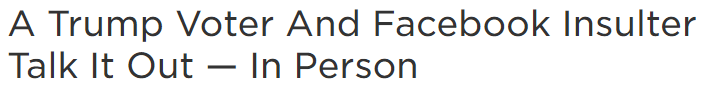 A Trump Voter And Facebook Insulter
Talk It Out — In Person